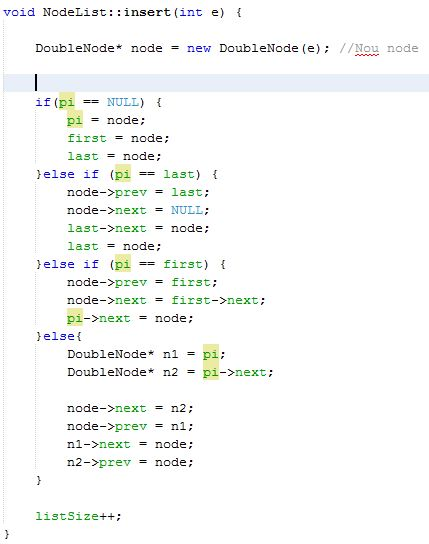 void NodeList::insert(int e) {
DoubleNode* node = new DoubleNode(e); //Nou node
if(pi == NULL) {
pi = node;
first = node;
last = node;
}else if (pi == last) {
node->prev = last;
node->next = NULL;
last->next = node;
last = node;
}else if (pi == first) {
node->prev = first;
node->next = first->next;
pi->next = node;
}else{
DoubleNode* n1 = pi;
DoubleNode* n2 = pi->next;
node->next = n2;
node->prev = n1;
n1->next = node;
n2->prev = node;
}
listSize++;
}